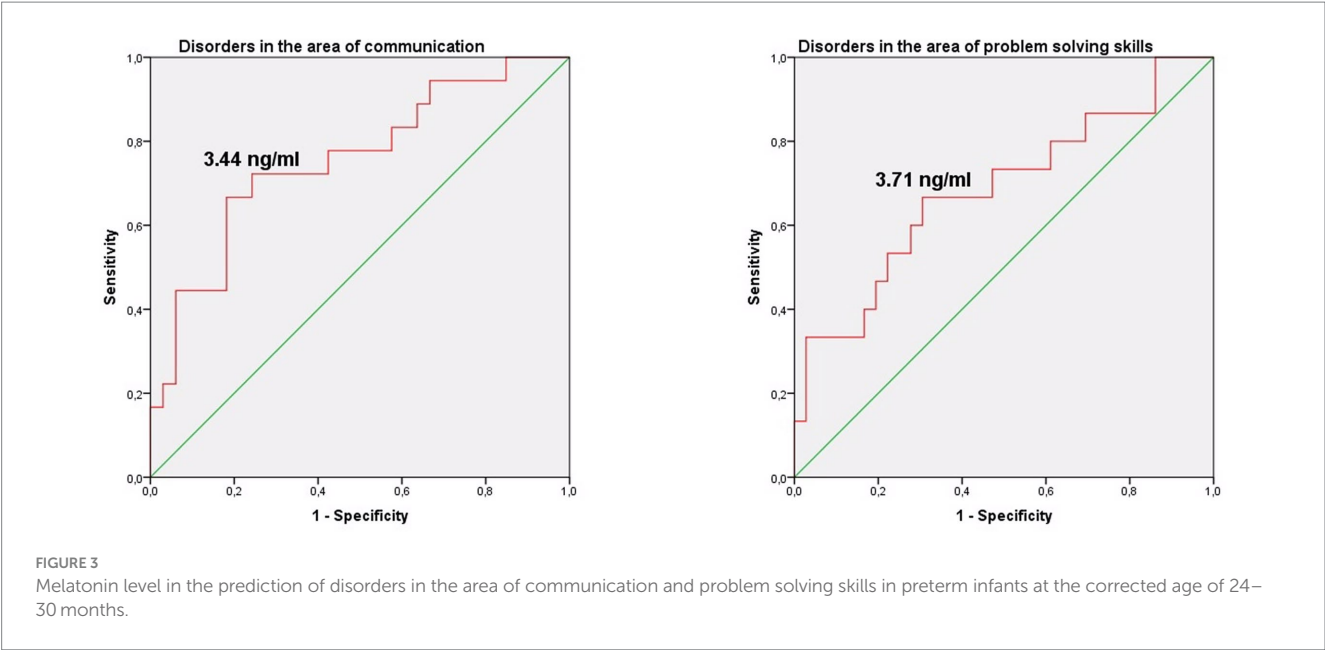 Disorders in the area of communication
1,0
0,8
0,6
0,4
0,2
0,0
Sensitivity
3.44 ng/ml
0,0 0,2 0,4 0,6 0,8 1,0
1 - Specificity
Disorders in the area of problem solving skills
1,0
0,8
0,6
0,4
0,2
0,0
Sensitivity
3.71 ng/ml
0,0 0,2 0,4 0,6 0,8 1,0
1 - Specificity
FIGURE 3
Melatonin level in the prediction of disorders in the area of communication and problem solving skills in preterm infants at the corrected age of 24–
30 months.